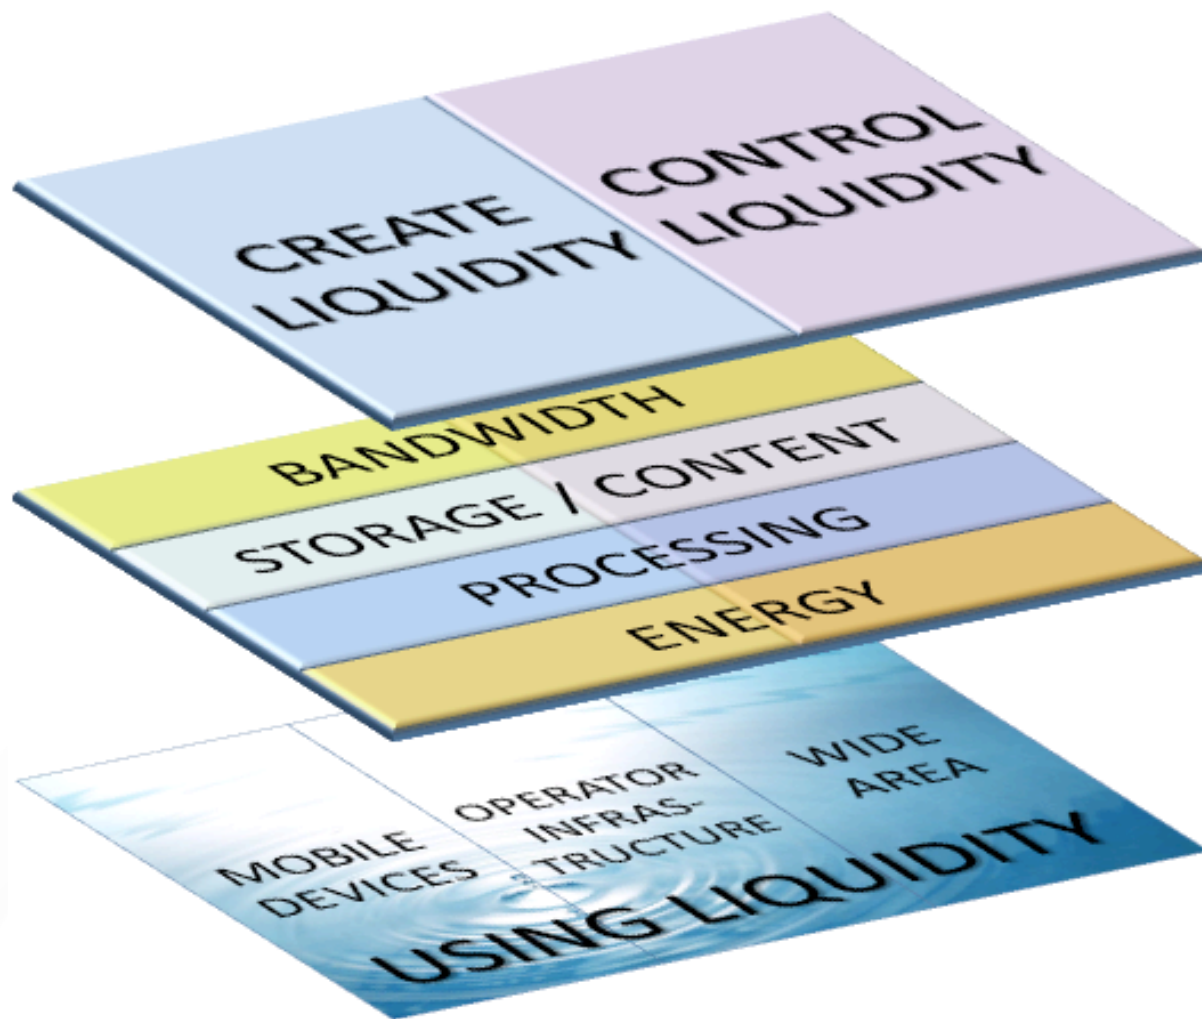 CREATE
LIQUIDITY
CONTROL
LIQUIDITY
BANDWIDTH
STORAGE / CONTENT
PROCESSING
ENERGY
MOBILE
DEVICES
OPERATOR
INFRAS-
TRUCTURE
WIDE
AREA
USING LIQUIDITY